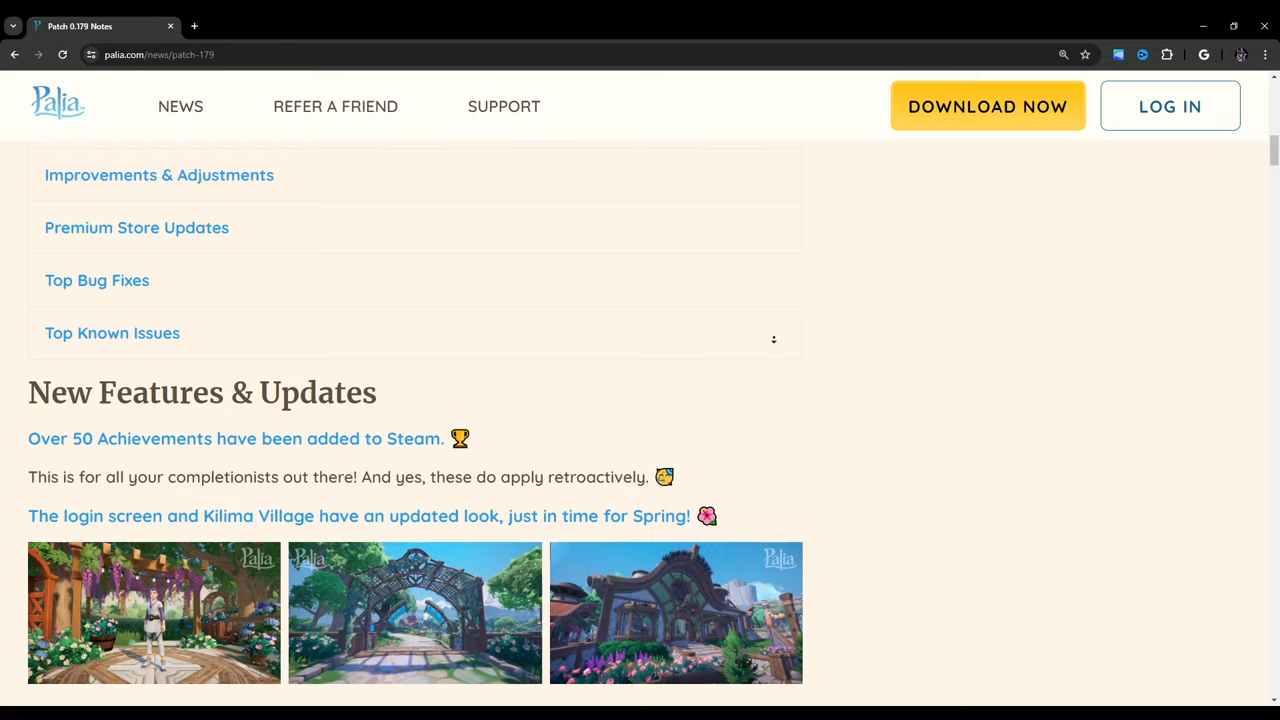 Patch 0.179 Notes
palia.com/news/patch-179
Palia
NEWS
REFER A FRIEND
SUPPORT
DOWNLOAD NOW
LOG IN
Improvements & Adjustments
Premium Store Updates
Top Bug Fixes
Top Known Issues
New Features & Updates
Over 50 Achievements have been added to Steam. 🏆
This is for all your completionists out there! And yes, these do apply retroactively. 🥳
The login screen and Kilima Village have an updated look, just in time for Spring! 🌺
Palia
Palia
Palia